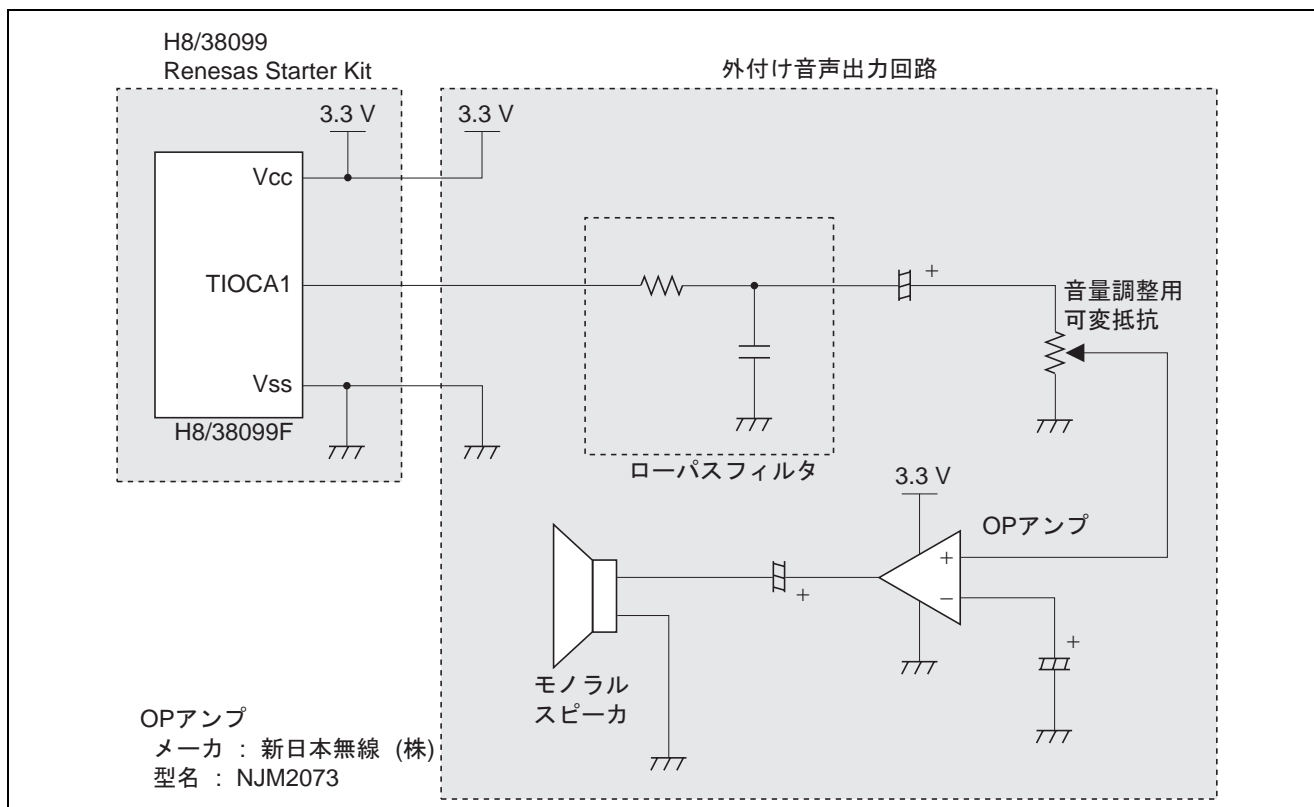 H8/38099
Renesas Starter Kit
外付け音声出力回路
3.3 V
3.3 V
Vcc
TIOCA1
Vss
H8/38099F
+
音量調整用
可変抵抗
ローパスフィルタ
3.3 V
OPアンプ
+
−
+
+
モノラル
スピーカ
OPアンプ
メーカ : 新日本無線 (株)
型名 : NJM2073